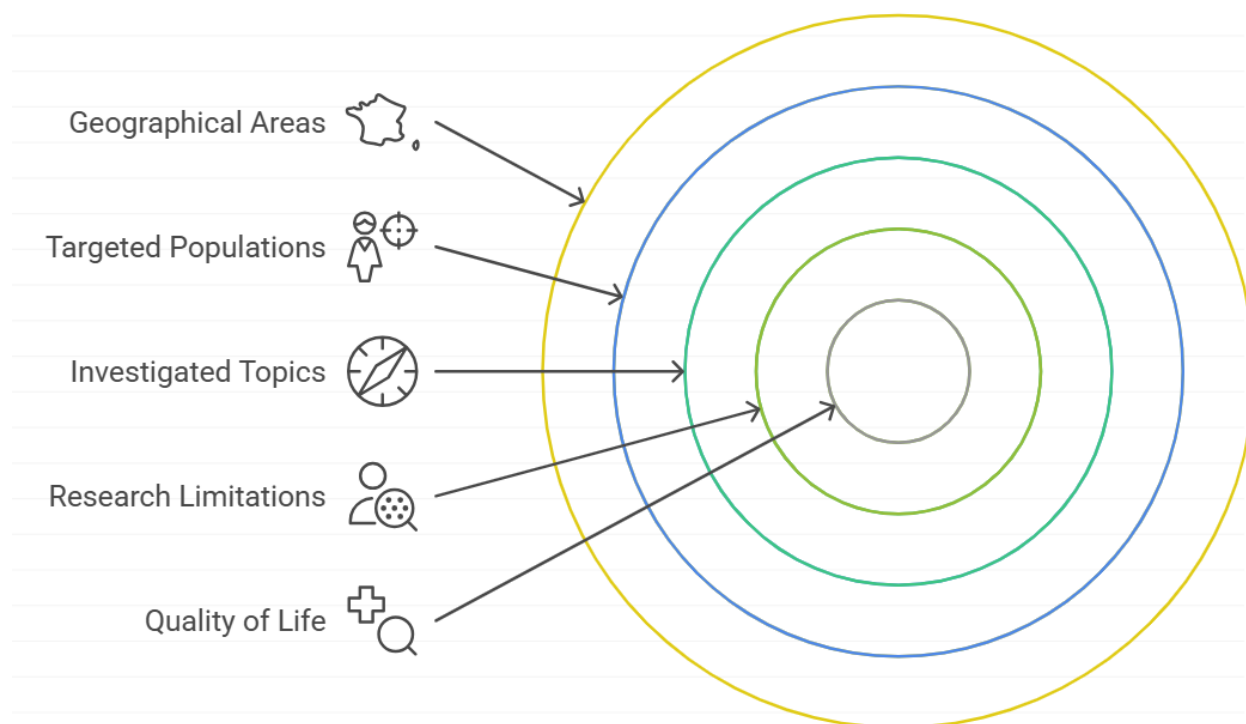 Geographical Areas
Targeted Populations
Investigated Topics
Research Limitations
Quality of Life